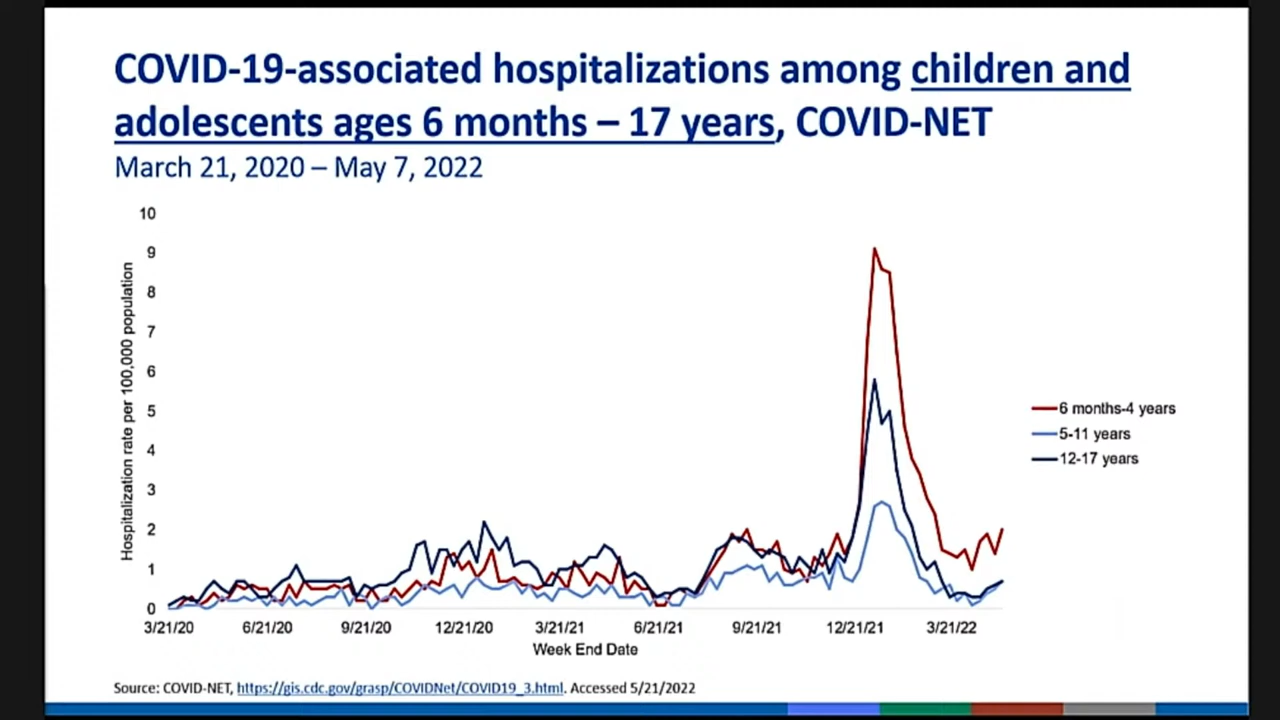 COVID-19-associated hospitalizations among children and
adolescents ages 6 months – 17 years, COVID-NET
March 21, 2020 – May 7, 2022
Hospitalization rate per 100,000 population
10
9
8
7
6
5
4
3
2
1
0
3/21/20 6/21/20 9/21/20 12/21/20 3/21/21 6/21/21 9/21/21 12/21/21 3/21/22
Week End Date
6 months-4 years
5-11 years
12-17 years
Source: COVID-NET, https://gis.cdc.gov/grasp/COVIDNet/COVID19_3.html. Accessed 5/21/2022